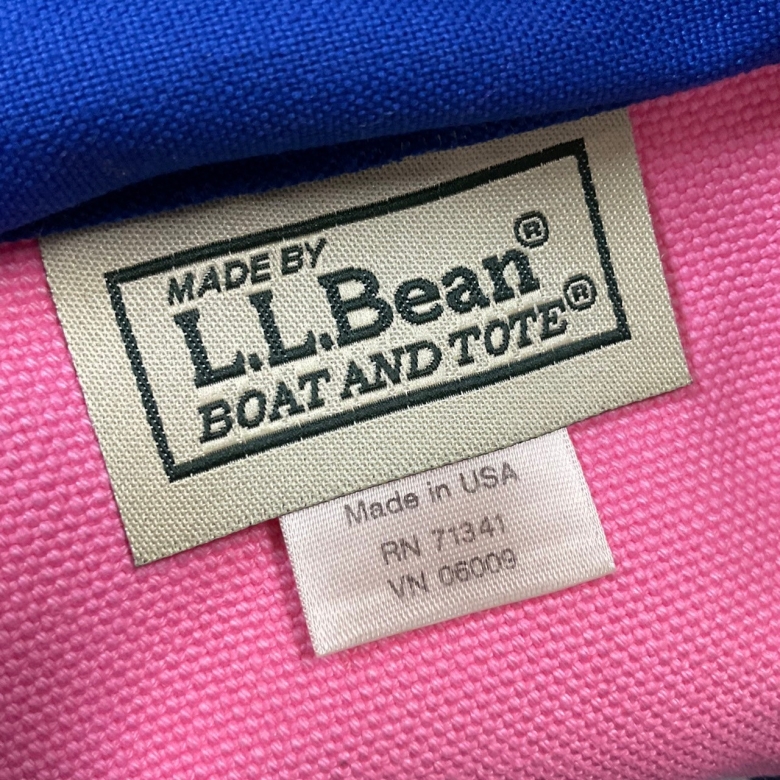 MADE BY
L.L.Bean®
BOAT AND TOTE®
Made in USA
RN 71341
VN 06009